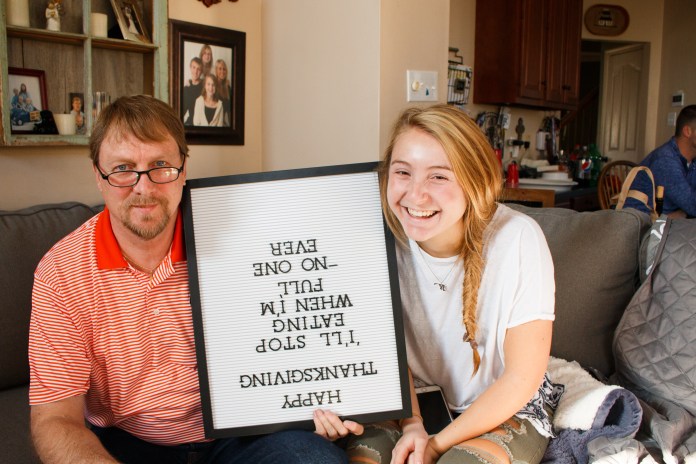 HAPPY
THANKSGIVING
'I'LL STOP
EATING
WHEN I'M
FULL
-NO ONE
EVER